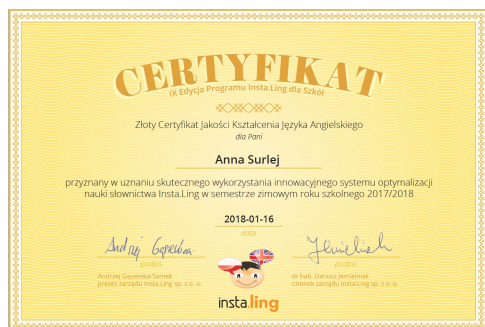 CERTYFIKAT
IX Edycja Programu Insta.Ling dla Szkół
Złoty Certyfikat Jakości Kształcenia Języka Angielskiego
dla Pani
Anna Surlej
przyznany w uznaniu skutecznego wykorzystania innowacyjnego systemu optymalizacji
nauki słownictwa Insta.Ling w semestrze zimowym roku szkolnego 2017/2018
2018-01-16
data
podpis
podpis
Andrzej Gąsienica-Samek
prezes zarządu Insta.Ling sp. z o. o.
dr hab. Dariusz Jemielniak
członek zarządu Insta.Ling sp. z o. o.
insta.ling